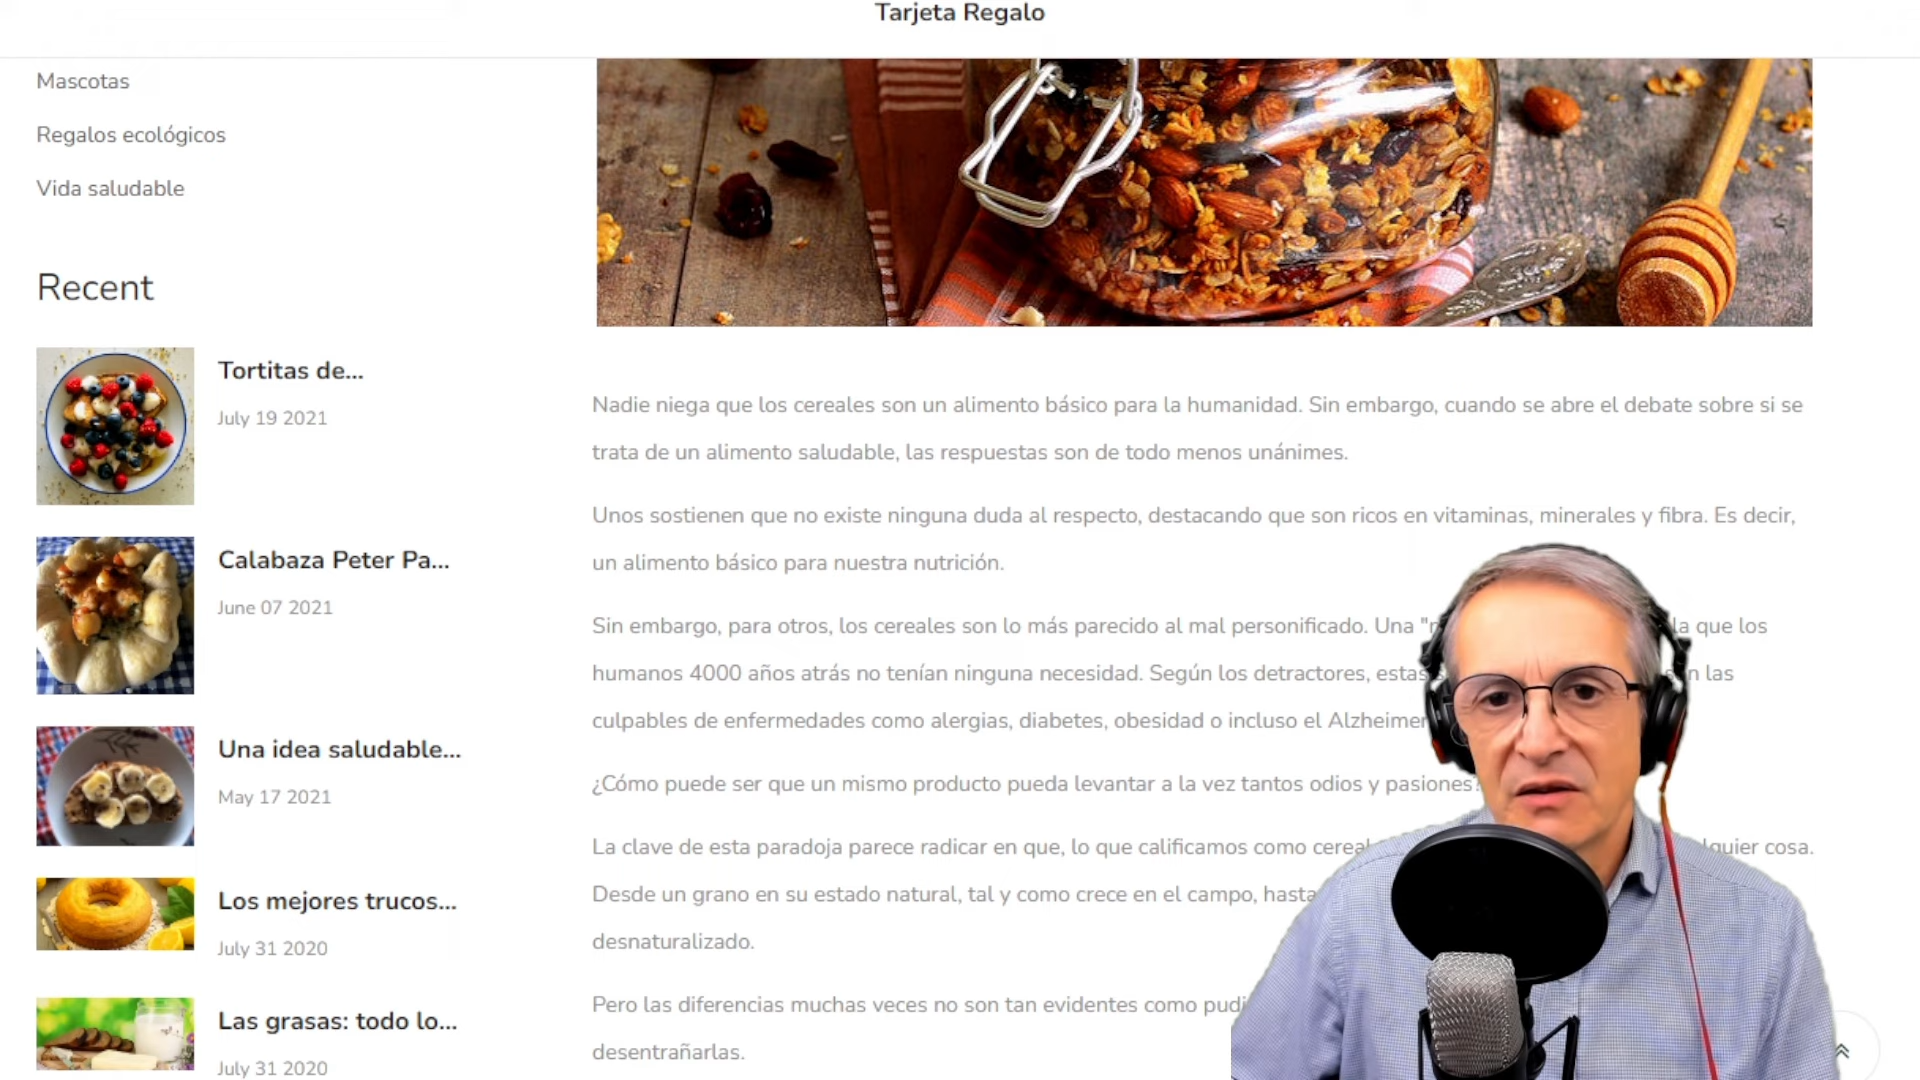 Tarjeta Regalo
Mascotas
Regalos ecológicos
Vida saludable
Recent
Tortitas de...
July 19 2021
Calabaza Peter Pa...
June 07 2021
Una idea saludable...
May 17 2021
Los mejores trucos...
July 31 2020
Las grasas: todo lo...
July 31 2020
Nadie niega que los cereales son un alimento básico para la humanidad. Sin embargo, cuando se abre el debate sobre si se
trata de un alimento saludable, las respuestas son de todo menos unánimes.
Unos sostienen que no existe ninguna duda al respecto, destacando que son ricos en vitaminas, minerales y fibra. Es decir,
un alimento básico para nuestra nutrición.
Sin embargo, para otros, los cereales son lo más parecido al mal personificado. Una la que los
humanos 4000 años atrás no tenían ninguna necesidad. Según los detractores, estas las
culpables de enfermedades como alergias, diabetes, obesidad o incluso el Alzheimer
¿Cómo puede ser que un mismo producto pueda levantar a la vez tantos odios y pasiones?
La clave de esta paradoja parece radicar en que, lo que calificamos como cereal cosa.
Desde un grano en su estado natural, tal y como crece en el campo, hasta
desnaturalizado.
Pero las diferencias muchas veces no son tan evidentes como
desentrañarlas.